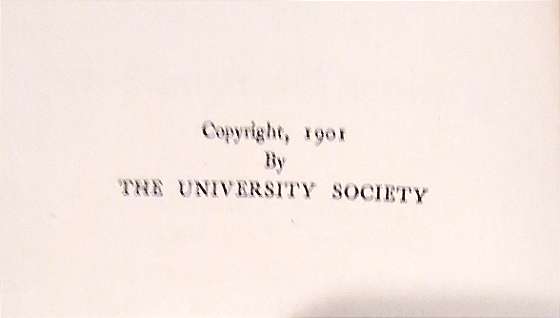 Copyright, 1901
By
THE UNIVERSITY SOCIETY